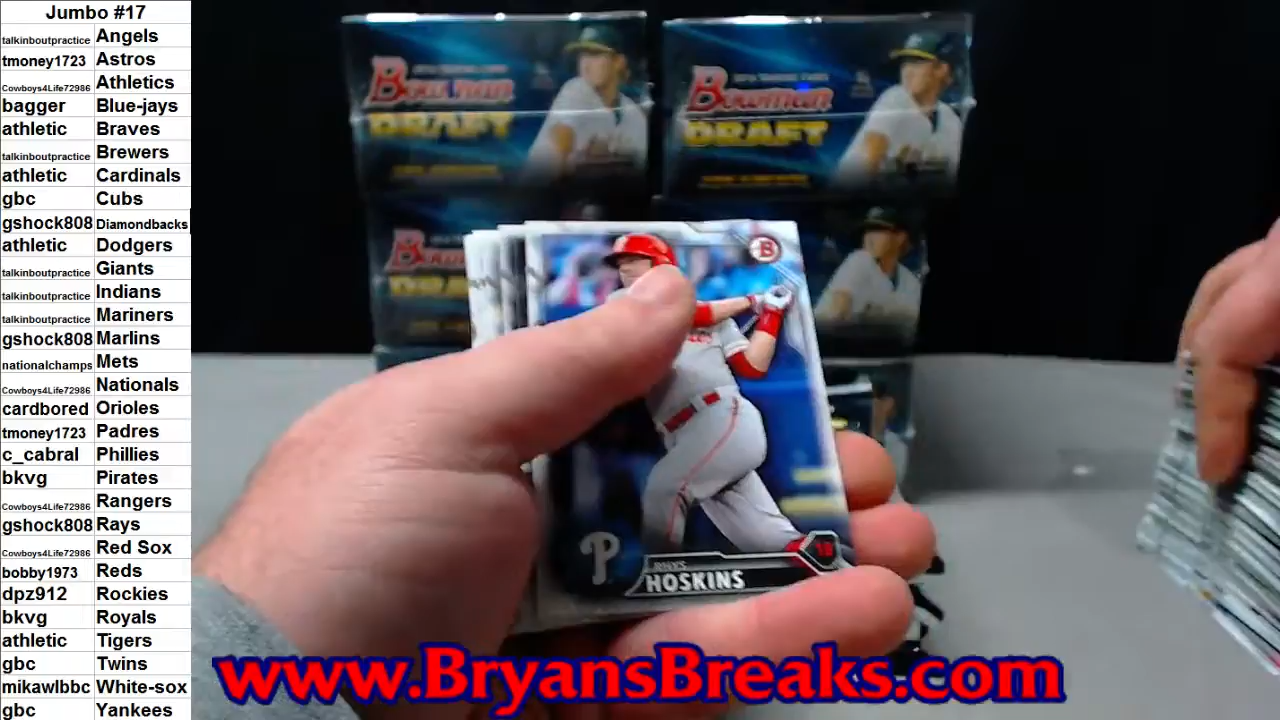 Jumbo #17
talkinboutpractice Angels
tmoney1723 Astros
Cowboys4Life72986 Athletics
bagger Blue-jays
athletic Braves
talkinboutpractice Brewers
athletic Cardinals
gbc Cubs
gshock808 Diamondbacks
athletic Dodgers
talkinboutpractice Giants
talkinboutpractice Indians
talkinboutpractice Mariners
gshock808 Marlins
nationalchamps Mets
Cowboys4Life72986 Nationals
cardbored Orioles
tmoney1723 Padres
c_cabral Phillies
bkvg Pirates
Cowboys4Life72986 Rangers
gshock808 Rays
Cowboys4Life72986 Red Sox
bobby1973 Reds
dpz912 Rockies
bkvg Royals
athletic Tigers
gbc Twins
mikawlbbc White-sox
gbc Yankees
Bowman
DRAFT
Bowman
DRAFT
B
P
RHYS
HOSKINS
www.BryansBreaks.com